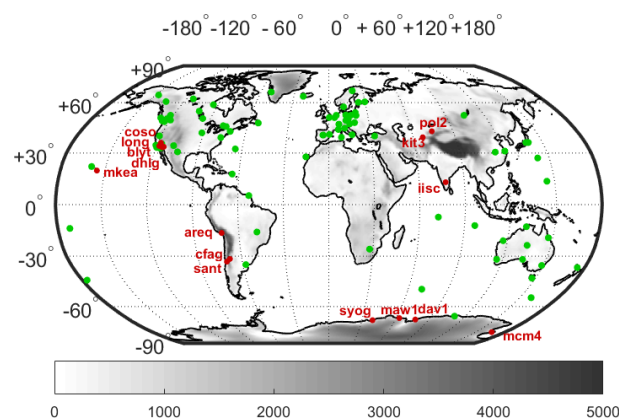 -180° -120° -60° 0° +60° +120° +180°
+90°
+60°
+30°
0°
-30°
-60°
-90
coso
long
blyt
dhlg
mkea
pol2
kit3
iisc
areq
cfag
sant
syog maw1 dav1
mcm4
0 1000 2000 3000 4000 5000